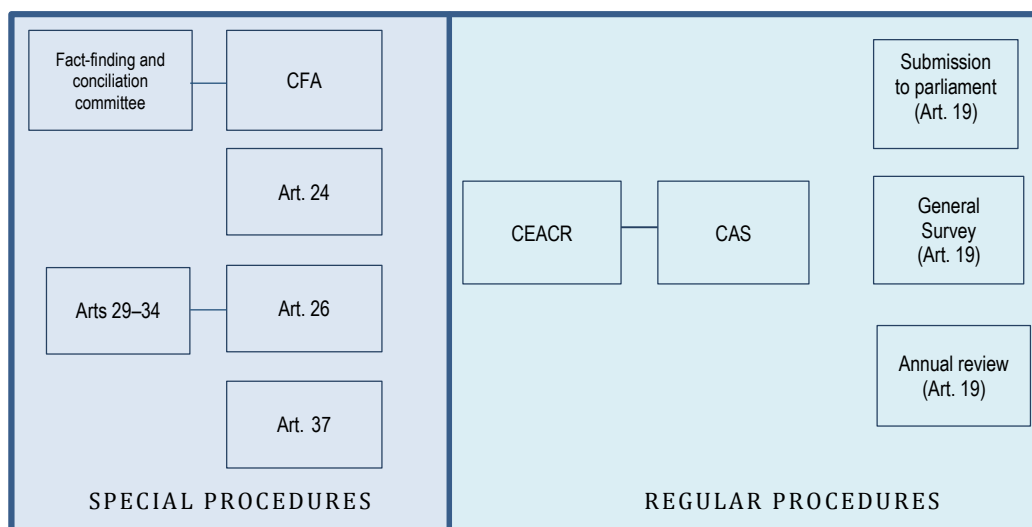 Fact-finding and
conciliation
committee
CFA
Art. 24
Arts 29–34
Art. 26
Art. 37
SPECIAL PROCEDURES
CEACR
CAS
Submission
to parliament
(Art. 19)
General
Survey
(Art. 19)
Annual review
(Art. 19)
REGULAR PROCEDURES